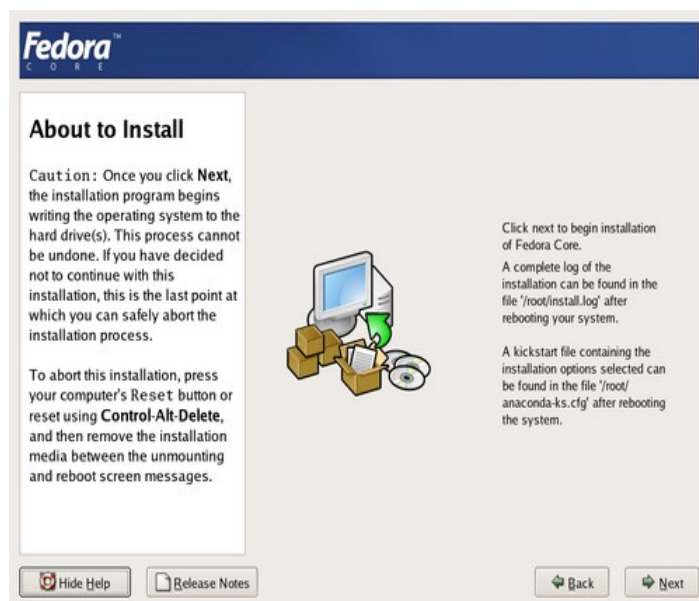 Fedora™
CORE
About to Install
Caution: Once you click Next,
the installation program begins
writing the operating system to the
hard drive(s). This process cannot
be undone. If you have decided
not to continue with this
installation, this is the last point at
which you can safely abort the
installation process.
To abort this installation, press
your computer's Reset button or
reset using Control-Alt-Delete,
and then remove the installation
media between the unmounting
and reboot screen messages.
Click next to begin installation
of Fedora Core.
A complete log of the
installation can be found in the
file '/root/install.log' after
rebooting your system.
A kickstart file containing the
installation options selected can
be found in the file '/root/
anaconda-ks.cfg' after rebooting
the system.
Hide Help
Release Notes
Back
Next